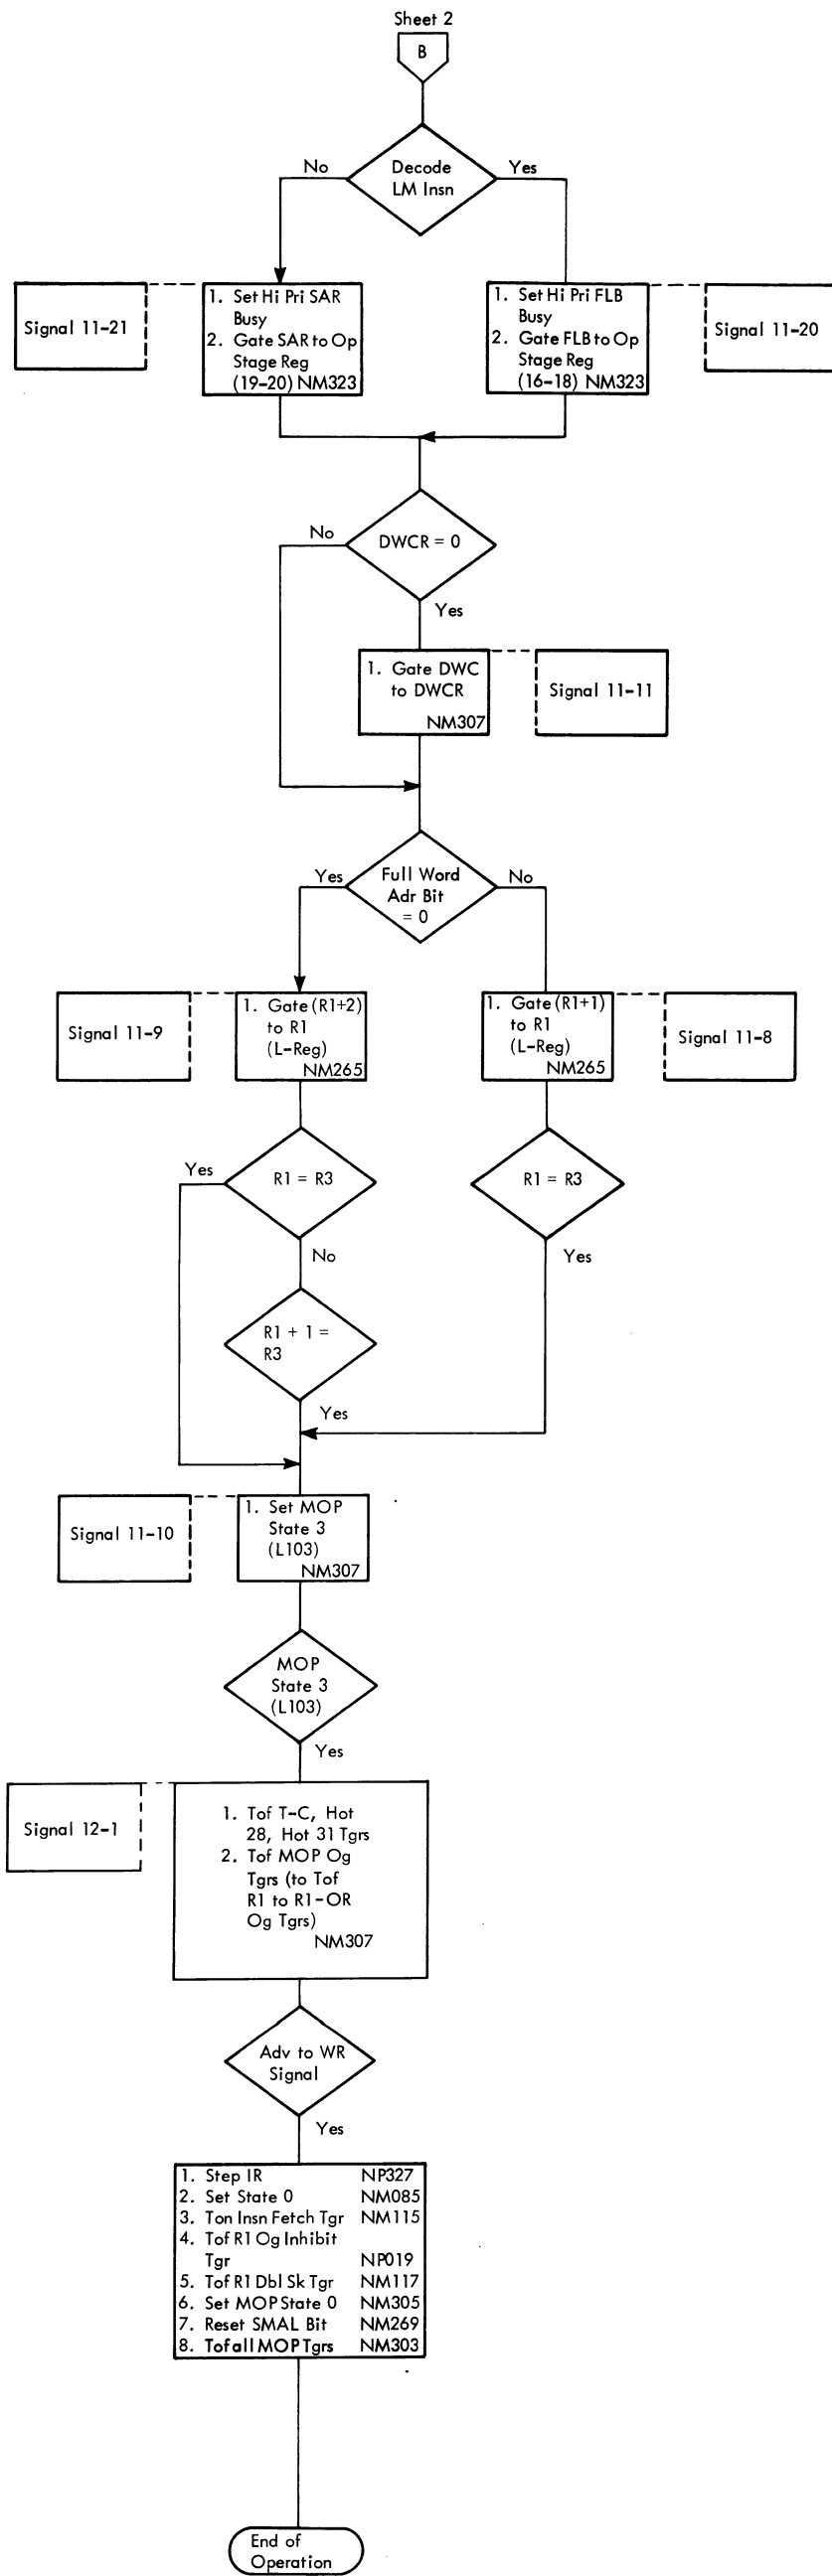 Sheet 2
B
No
Decode
LM Insn
Yes
Signal 11-21
1. Set Hi Pri SAR
Busy
2. Gate SAR to Op
Stage Reg
(19-20) NM323
1. Set Hi Pri FLB
Busy
2. Gate FLB to Op
Stage Reg
(16-18) NM323
Signal 11-20
No
DWCR = 0
Yes
1. Gate DWC
to DWCR
NM307
Signal 11-11
Yes
Full Word
Adr Bit
= 0
No
Signal 11-9
1. Gate (R1+2)
to R1
(L-Reg)
NM265
1. Gate (R1+1)
to R1
(L-Reg)
NM265
Signal 11-8
Yes
R1 = R3
No
R1 = R3
Yes
R1 + 1 =
R3
Yes
Signal 11-10
1. Set MOP
State 3
(L103)
NM307
MOP
State 3
(L103)
Yes
Signal 12-1
1. Tof T-C, Hot
28, Hot 31 Tgrs
2. Tof MOP Og
Tgrs (to Tof
R1 to R1-OR
Og Tgrs)
NM307
Adv to WR
Signal
Yes
1. Step IR NP327
2. Set State 0 NM085
3. Ton Insn Fetch Tgr NM115
4. Tof R1 Og Inhibit
Tgr NP019
5. Tof R1 Dbl Sk Tgr NM117
6. Set MOP State 0 NM305
7. Reset SMAL Bit NM269
8. Tof all MOP Tgrs NM303
End of
Operation